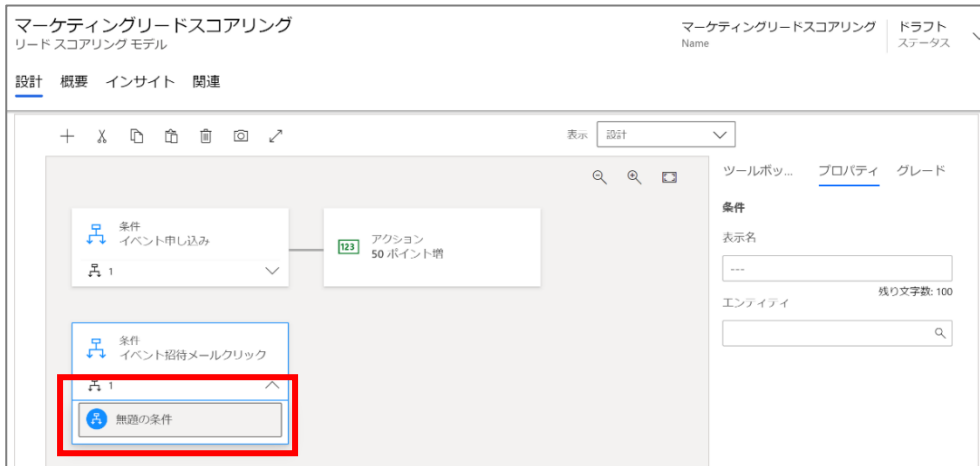 マーケティングリードスコアリング
リード スコアリング モデル
マーケティングリードスコアリング
Name
ドラフト
ステータス
設計 概要 インサイト 関連
表示 設計
ツールボッ... プロパティ グレード
条件
イベント申し込み
1
アクション
50 ポイント増
条件
イベント招待メールクリック
1
無題の条件
条件
表示名
---
残り文字数: 100
エンティティ